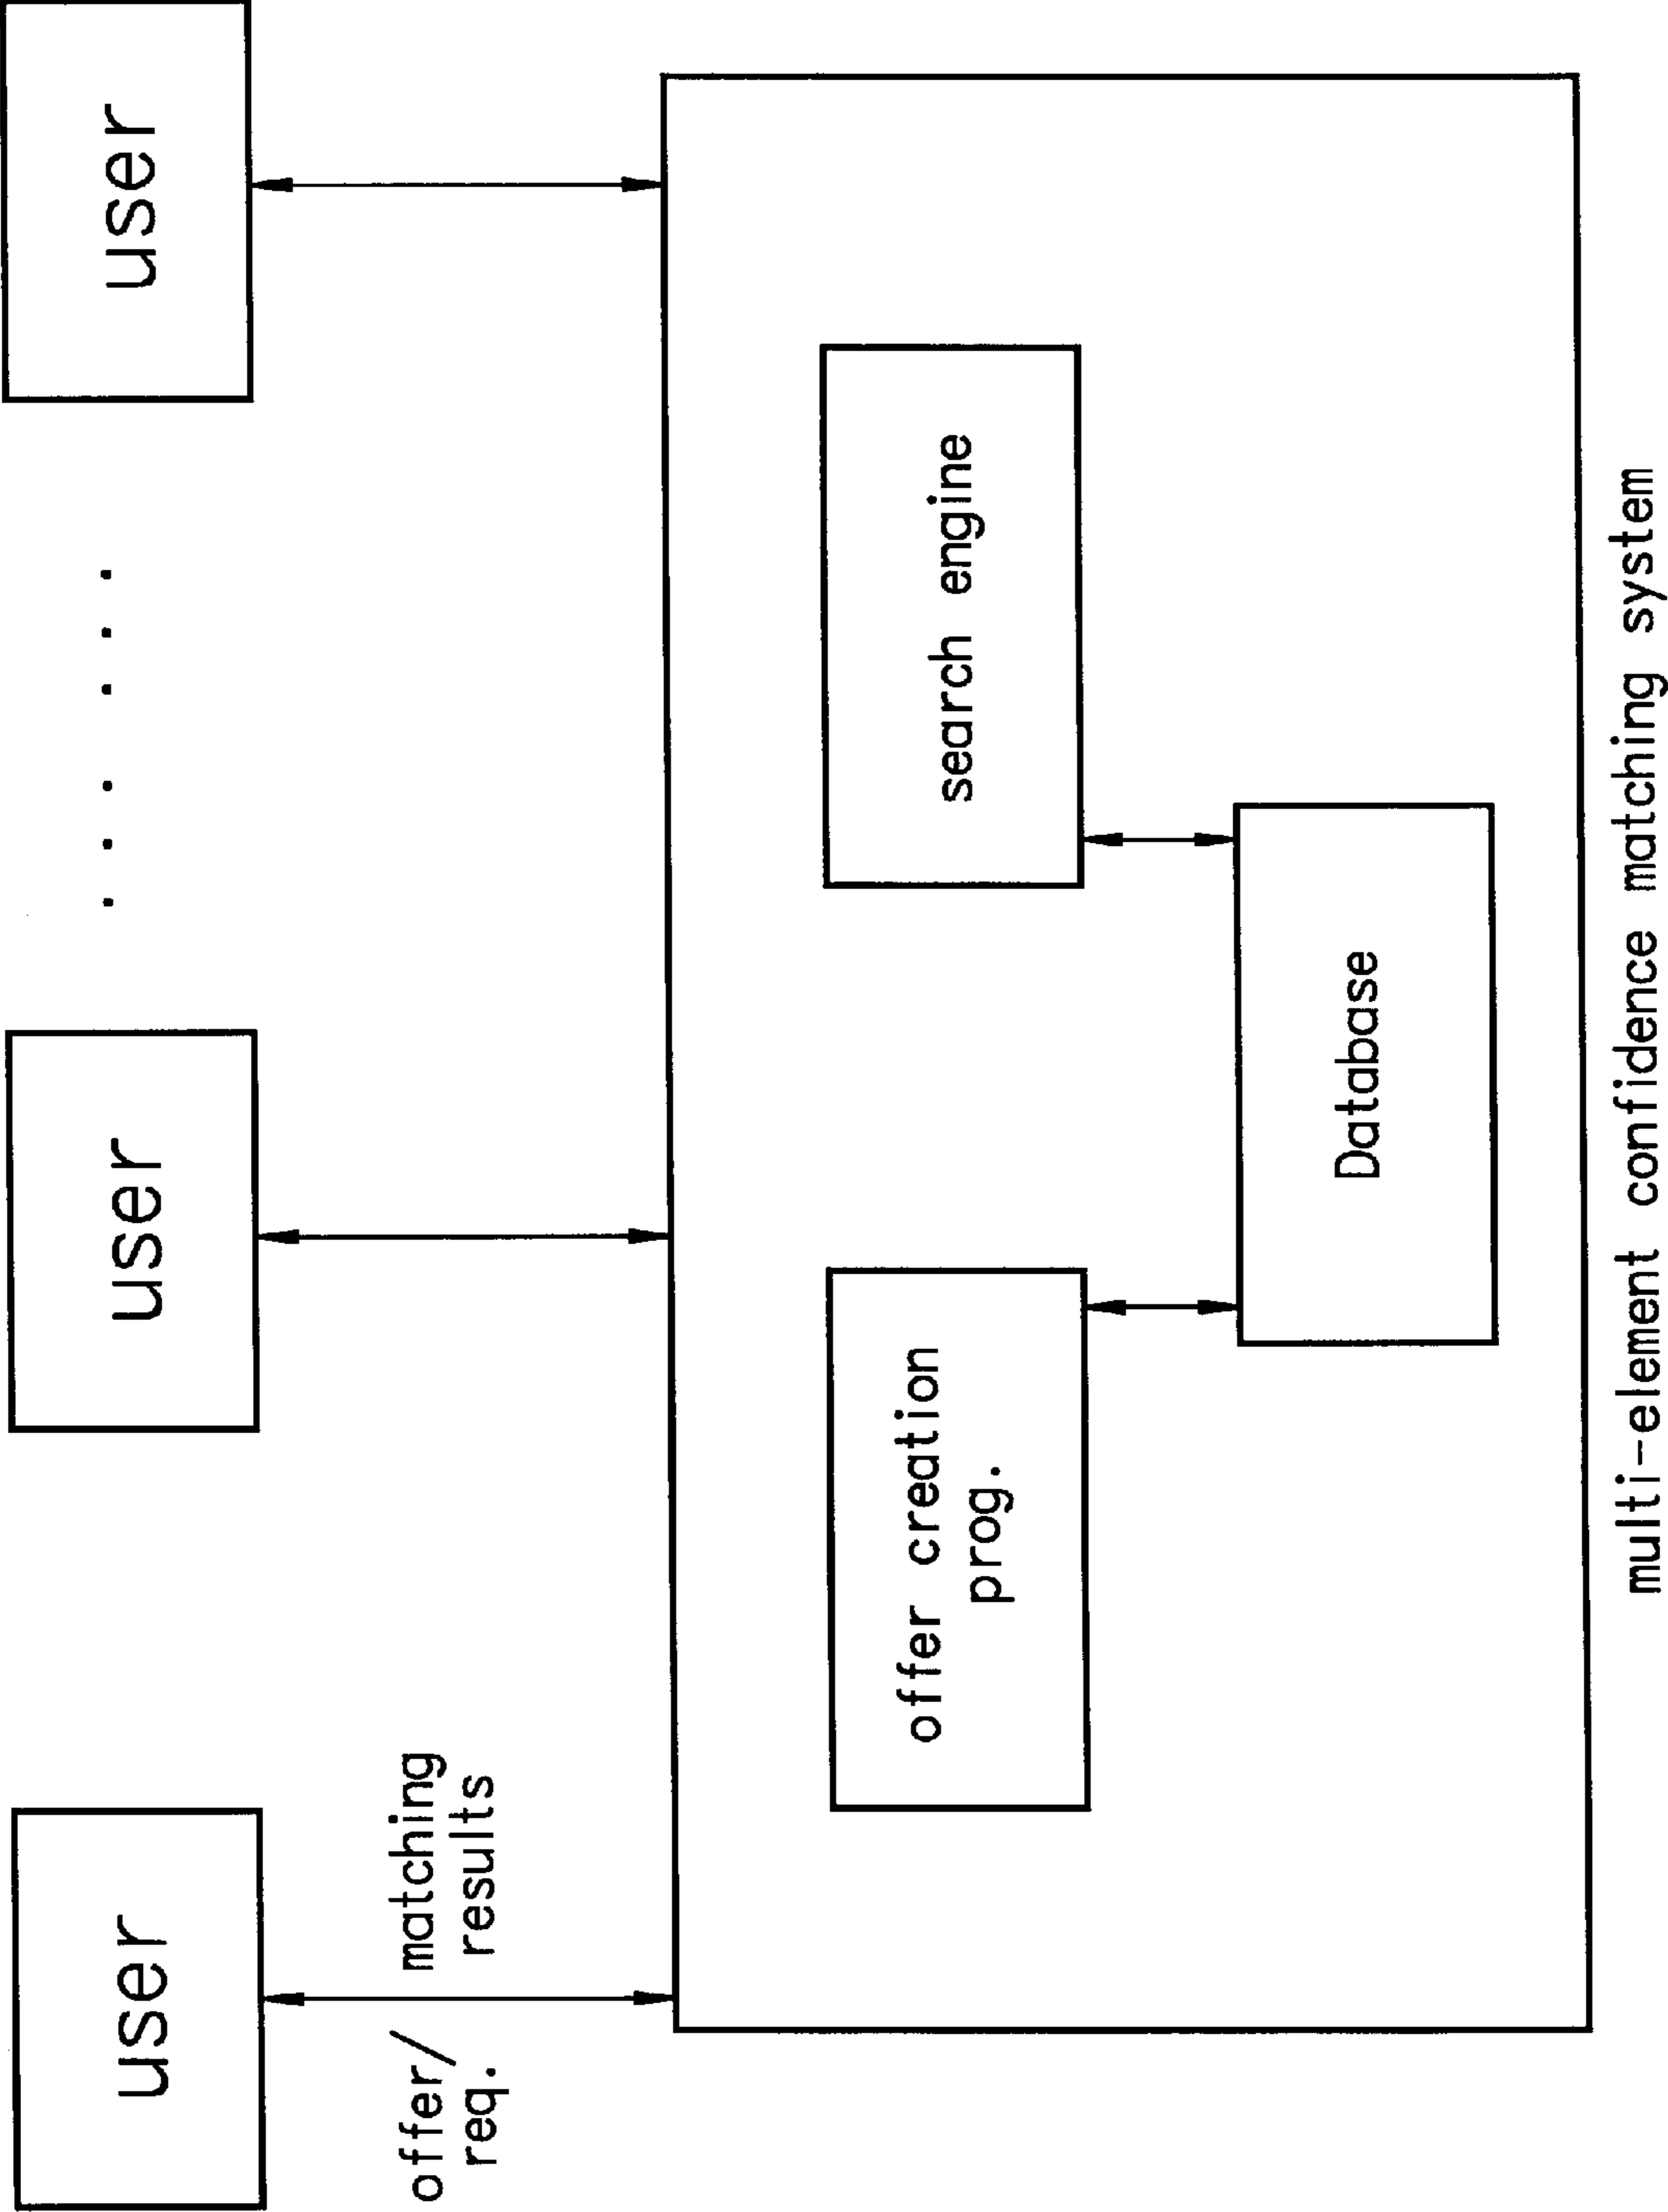 user
user
user
offer/
req.
matching
results
offer creation
prog.
search engine
Database
multi-element confidence matching system